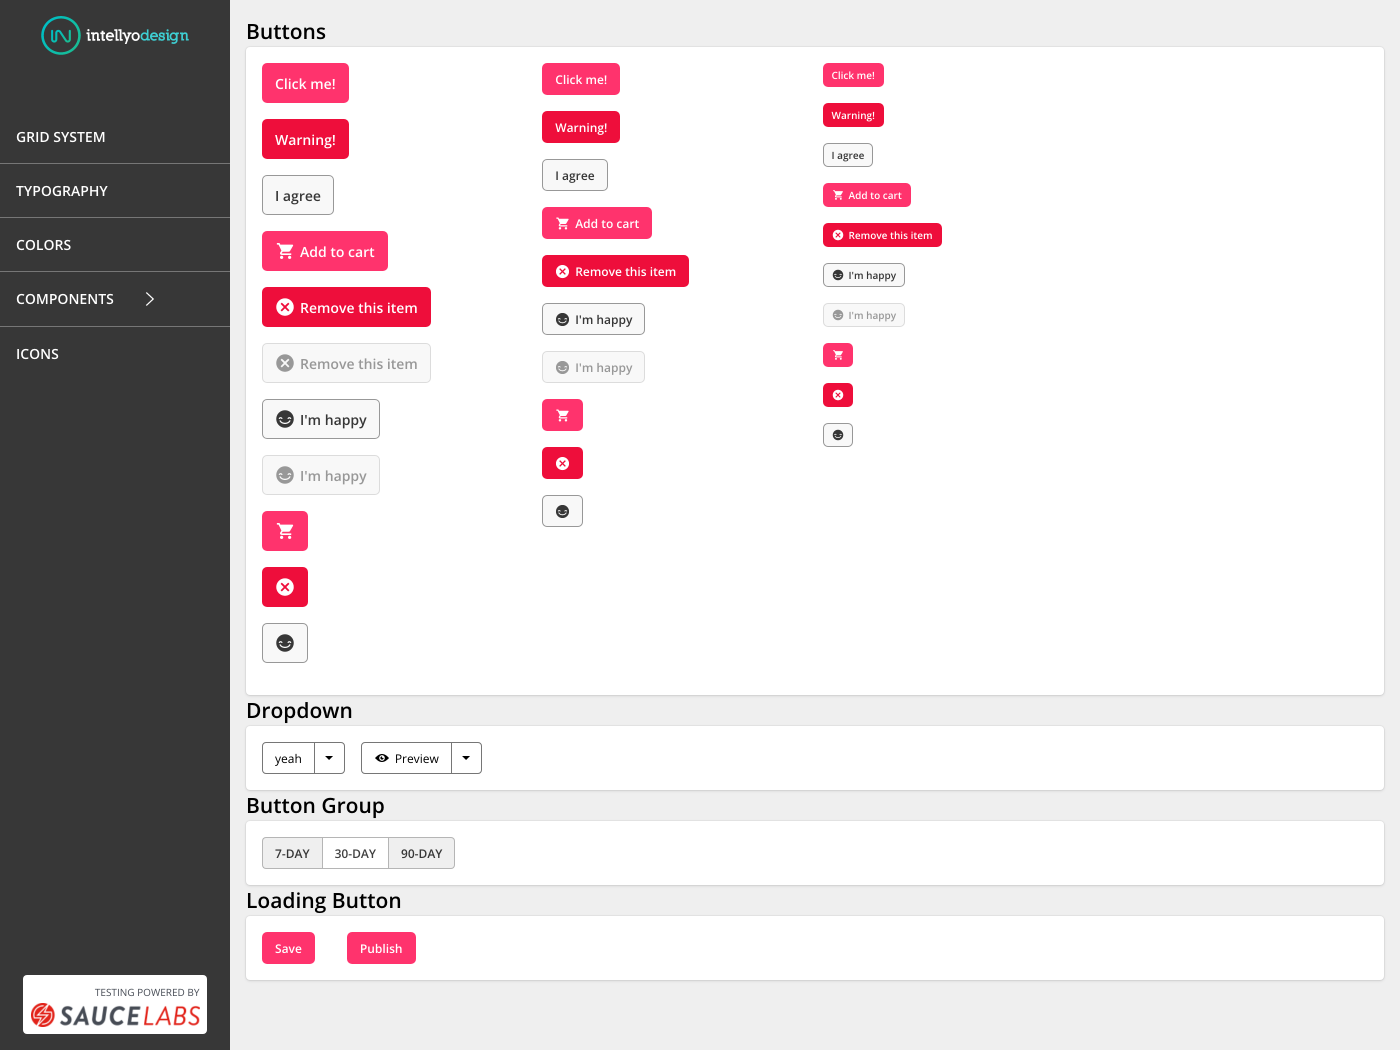 intellyodesign
GRID SYSTEM
TYPOGRAPHY
COLORS
COMPONENTS
ICONS
TESTING POWERED BY
SAUCELABS
Buttons
Click me!
Warning!
I agree
Add to cart
Remove this item
Remove this item
I'm happy
I'm happy
Click me!
Warning!
I agree
Add to cart
Remove this item
I'm happy
I'm happy
Click me!
Warning!
I agree
Add to cart
Remove this item
I'm happy
I'm happy
Dropdown
yeah
Preview
Button Group
7-DAY 30-DAY 90-DAY
Loading Button
Save
Publish